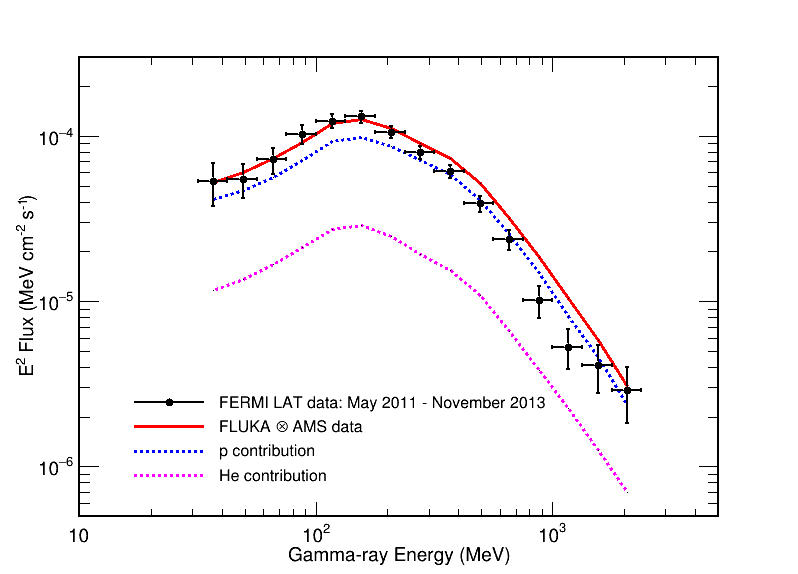 E² Flux (MeV cm⁻² s⁻¹)
10⁻⁴
10⁻⁵
10⁻⁶
FERMI LAT data: May 2011 - November 2013
FLUKA ⊗ AMS data
p contribution
He contribution
10
10²
10³
Gamma-ray Energy (MeV)